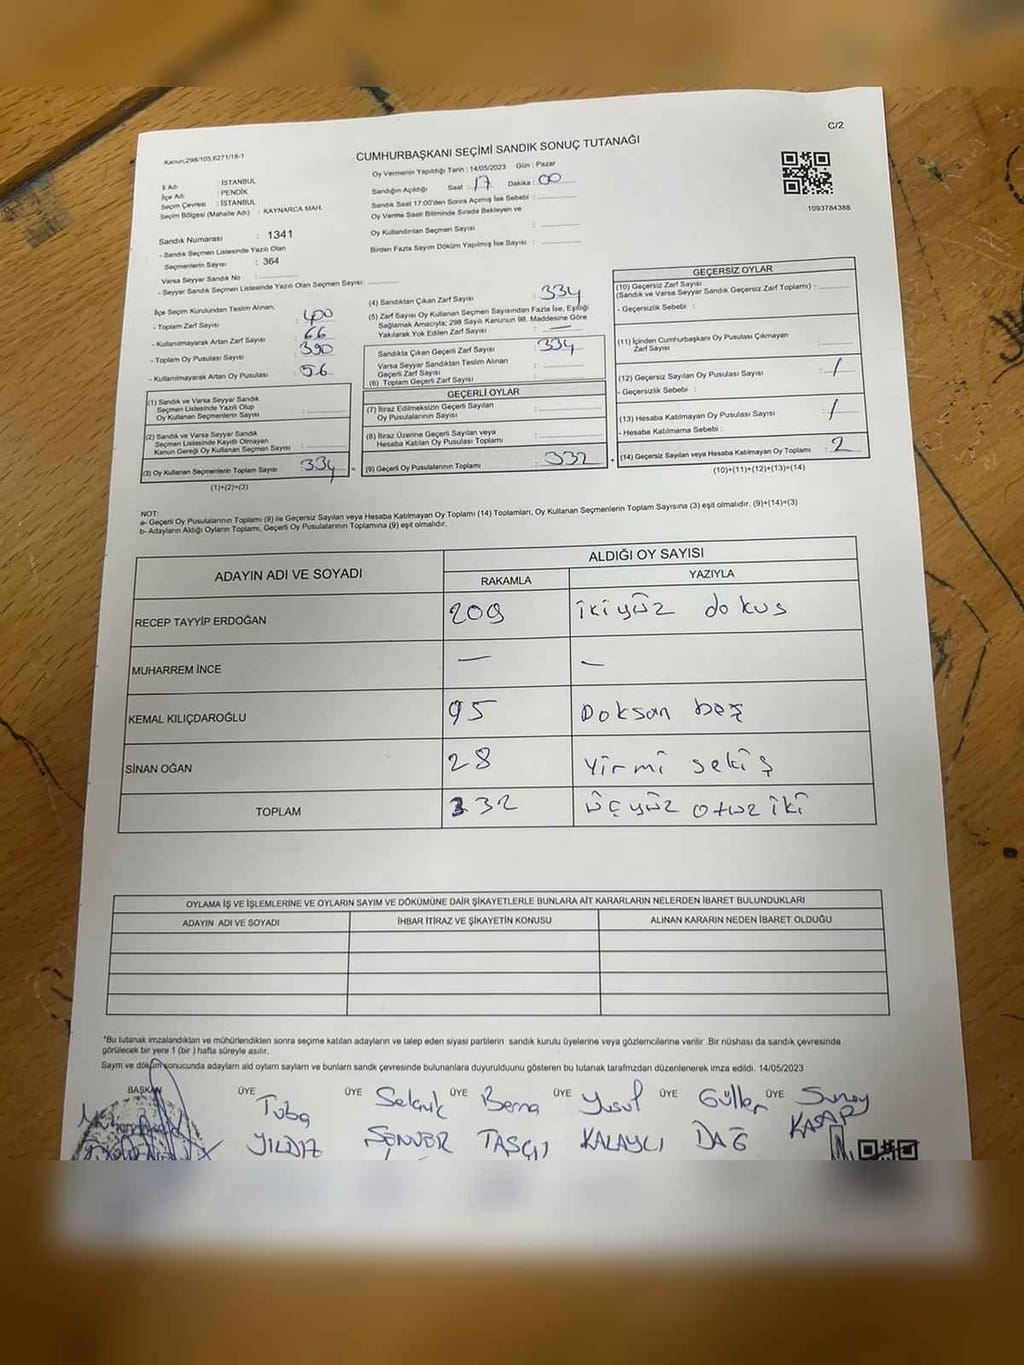 C/2
Kanun;298/105,6271/18-1
CUMHURBAŞKANI SEÇİMİ SANDIK SONUÇ TUTANAĞI
İl Adı : İSTANBUL
İlçe Adı : PENDİK
Seçim Çevresi : İSTANBUL
Seçim Bölgesi (Mahalle Adı) : KAYNARCA MAH.
Oy Vermenin Yapıldığı Tarih : 14/05/2023 Gün : Pazar
Sandığın Açıldığı Saat : 17 Dakika : 00
Sandık Saat 17:00'den Sonra Açımış İse Sebebi :
Oy Verme Saati Bitiminde Sırada Bekleyen ve
Oy Kullandırılan Seçmen Sayısı :
Birden Fazla Sayım Döküm Yapılmış İse Sayısı :
1093784388
Sandık Numarası : 1341
- Sandık Seçmen Listesinde Yazılı Olan
Seçmenlerin Sayısı : 364
Varsa Seyyar Sandık No :
- Seyyar Sandık Listesinde Yazılı Olan Seçmen Sayısı:
İlçe Seçim Kurulundan Teslim Alınan;
- Toplam Zarf Sayısı : 400
- Kullanılmayarak Artan Zarf Sayısı : 66
- Toplam Oy Pusulası Sayısı : 390
- Kullanılmayarak Artan Oy Pusulası : 56
(1) Sandık ve Varsa Seyyar Sandık
Seçmen Listesinde Yazılı Olup
Oy Kullanan Seçmenlerin Sayısı :
(2) Sandık ve Varsa Seyyar Sandık
Seçmen Listesinde Kayıtlı Olmayan
Kanun Gereği Oy Kullanan Seçmen Sayısı :
(3) Oy Kullanan Seçmenlerin Toplam Sayısı : 334
(1)+(2)=(3)
(4) Sandıktan Çıkan Zarf Sayısı : 334
(5) Zarf Sayısı Oy Kullanan Seçmen Sayısından Fazla İse, Eşitliği
Sağlamak Amacıyla; 298 Sayılı Kanunun 98. Maddesine Göre
Yakılarak Yok Edilen Zarf Sayısı : —
Sandıkta Çıkan Geçerli Zarf Sayısı : 334
Varsa Seyyar Sandıktan Teslim Alınan
Geçerli Zarf Sayısı :
(6) Toplam Geçerli Zarf Sayısı :
GEÇERLİ OYLAR
(7) İtiraz Edilmeksizin Geçerli Sayılan
Oy Pusulalarının Sayısı :
(8) İtiraz Üzerine Geçerli Sayılan veya
Hesaba Katılan Oy Pusulası Toplamı :
(9) Geçerli Oy Pusulalarının Toplamı : 332
GEÇERSİZ OYLAR
(10) Geçersiz Zarf Sayısı
(Sandık ve Varsa Seyyar Sandık Geçersiz Zarf Toplamı) :
- Geçersizlik Sebebi :
(11) İçinden Cumhurbaşkanı Oy Pusulası Çıkmayan
Zarf Sayısı :
(12) Geçersiz Sayılan Oy Pusulası Sayısı : 1
- Geçersizlik Sebebi :
(13) Hesaba Katılmayan Oy Pusulası Sayısı : 1
- Hesaba Katılmama Sebebi :
(14) Geçersiz Sayılan veya Hesaba Katılmayan Oy Toplamı : 2
(10)+(11)+(12)+(13)=(14)
NOT:
a- Geçerli Oy Pusulalarının Toplamı (9) ile Geçersiz Sayılan veya Hesaba Katılmayan Oy Toplamı (14) Toplamları, Oy Kullanan Seçmenlerin Toplam Sayısına (3) eşit olmalıdır. (9)+(14)=(3)
b- Adayların Aldığı Oyların Toplamı, Geçerli Oy Pusulalarının Toplamına (9) eşit olmalıdır.
ADAYIN ADI VE SOYADI ALDIĞI OY SAYISI
RAKAMLA YAZIYLA
RECEP TAYYİP ERDOĞAN 209 ikiyüz dokus
MUHARREM İNCE — —
KEMAL KILIÇDAROĞLU 95 Doksan beş
SİNAN OĞAN 28 Yirmi sekiş
TOPLAM 332 üçyüz otuz iki
OYLAMA İŞ VE İŞLEMLERİNE VE OYLARIN SAYIM VE DÖKÜMÜNE DAİR ŞİKAYETLERLE BUNLARA AİT KARARLARIN NELERDEN İBARET BULUNDUKLARI
ADAYIN ADI VE SOYADI İHBAR İTİRAZ VE ŞİKAYETİN KONUSU ALINAN KARARIN NEDEN İBARET OLDUĞU
*Bu tutanak imzalandıktan ve mühürlendikten sonra seçime katılan adayların ve talep eden siyasi partilerin sandık kurulu üyelerine veya gözlemcilerine verilir .Bir nüshası da sandık çevresinde
görülecek bir yere 1 (bir ) hafta süreyle asılır.
Sayım ve döküm sonucunda adayların aldı oyların sayların ve bunların sandk çevresinde bulunanlara duyurulduunu gösteren bu tutanak tarafmzdan düzenlenerek imza edildi. 14/05/2023
BAŞKAN ÜYE ÜYE ÜYE ÜYE ÜYE ÜYE
Tuba Selcuk Berna Yusuf Güller Sunay
YILDIZ ŞENVER TAŞÇI KALAYCI DAĞ KASAP